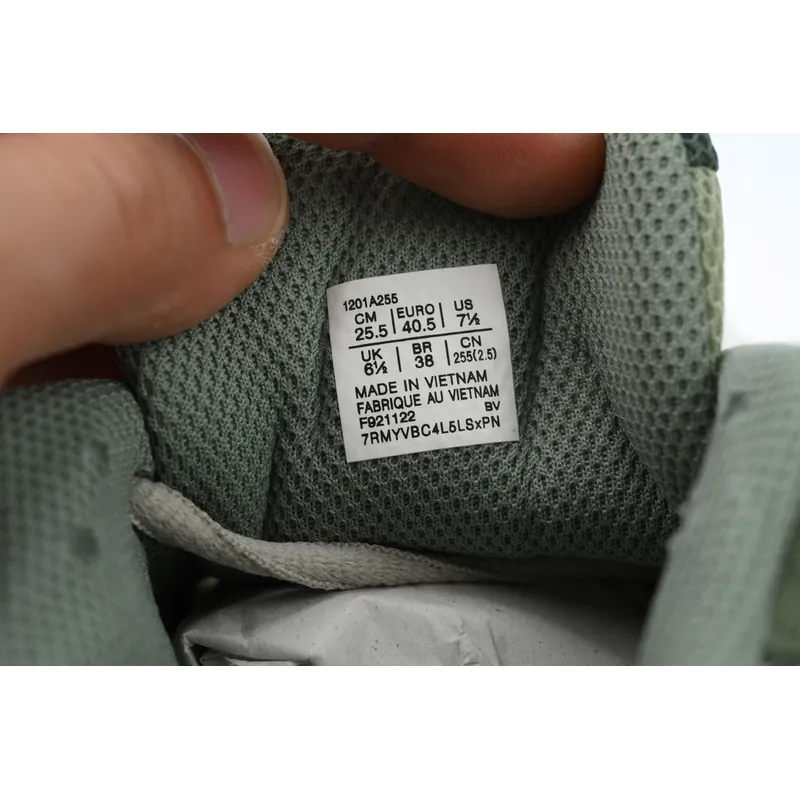 1201A255
CM 25.5 | EURO 40.5 | US 7½
UK 6½ | BR 38 | CN 255(2.5)
MADE IN VIETNAM
FABRIQUE AU VIETNAM
F921122 BV
7RMYVBC4L5LSxPN